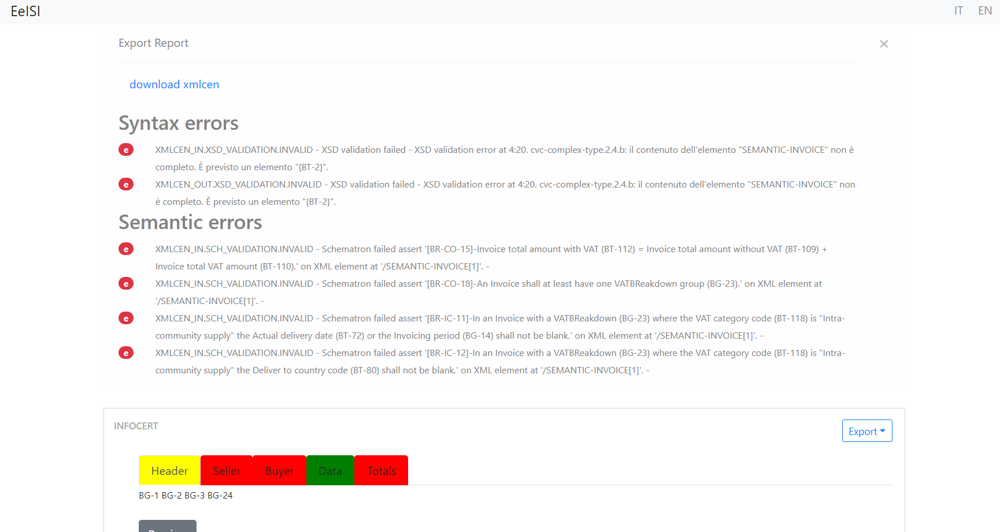 EeISI
IT EN
Export Report
×
download xmlcen
Syntax errors
e XMLCEN_IN.XSD_VALIDATION.INVALID - XSD validation failed - XSD validation error at 4:20. cvc-complex-type.2.4.b: il contenuto dell'elemento "SEMANTIC-INVOICE" non è
completo. È previsto un elemento "{BT-2}".
e XMLCEN_OUT.XSD_VALIDATION.INVALID - XSD validation failed - XSD validation error at 4:20. cvc-complex-type.2.4.b: il contenuto dell'elemento "SEMANTIC-INVOICE" non
è completo. È previsto un elemento "{BT-2}".
Semantic errors
e XMLCEN_IN.SCH_VALIDATION.INVALID - Schematron failed assert '[BR-CO-15]-Invoice total amount with VAT (BT-112) = Invoice total amount without VAT (BT-109) +
Invoice total VAT amount (BT-110).' on XML element at '/SEMANTIC-INVOICE[1]'. -
e XMLCEN_IN.SCH_VALIDATION.INVALID - Schematron failed assert '[BR-CO-18]-An Invoice shall at least have one VATBReakdown group (BG-23).' on XML element at
'/SEMANTIC-INVOICE[1]'. -
e XMLCEN_IN.SCH_VALIDATION.INVALID - Schematron failed assert '[BR-IC-11]-In an Invoice with a VATBReakdown (BG-23) where the VAT category code (BT-118) is "Intra-
community supply" the Actual delivery date (BT-72) or the Invoicing period (BG-14) shall not be blank.' on XML element at '/SEMANTIC-INVOICE[1]'. -
e XMLCEN_IN.SCH_VALIDATION.INVALID - Schematron failed assert '[BR-IC-12]-In an Invoice with a VATBReakdown (BG-23) where the VAT category code (BT-118) is "Intra-
community supply" the Deliver to country code (BT-80) shall not be blank.' on XML element at '/SEMANTIC-INVOICE[1]'. -
INFOCERT
Export
Header Seller Buyer Data Totals
BG-1 BG-2 BG-3 BG-24